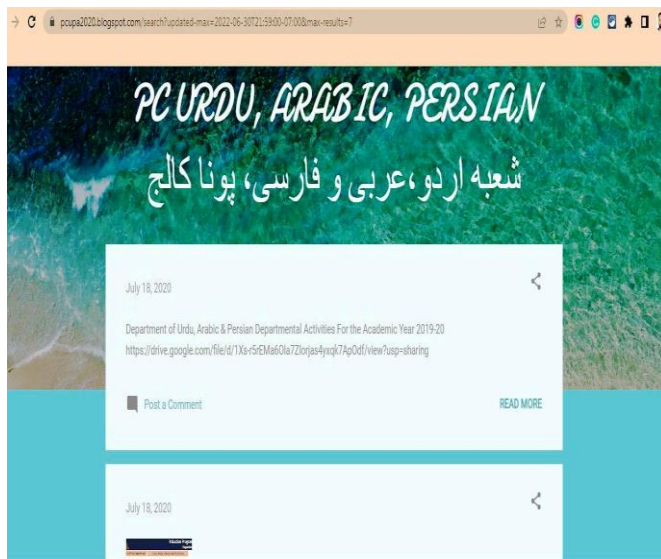 pcupa2020.blogspot.com/search?updated-max=2022-06-30T21:59:00-07:00&max-results=7
PC URDU, ARABIC, PERSIAN
شعبہ اردو، عربی و فارسی، پونا کالج
July 18, 2020
Department of Urdu, Arabic & Persian Departmental Activities For the Academic Year 2019-20
https://drive.google.com/file/d/1Xs-r5rEMa6Ola7Zlorjas4yxqk7ApOdf/view?usp=sharing
Post a Comment
READ MORE
July 18, 2020